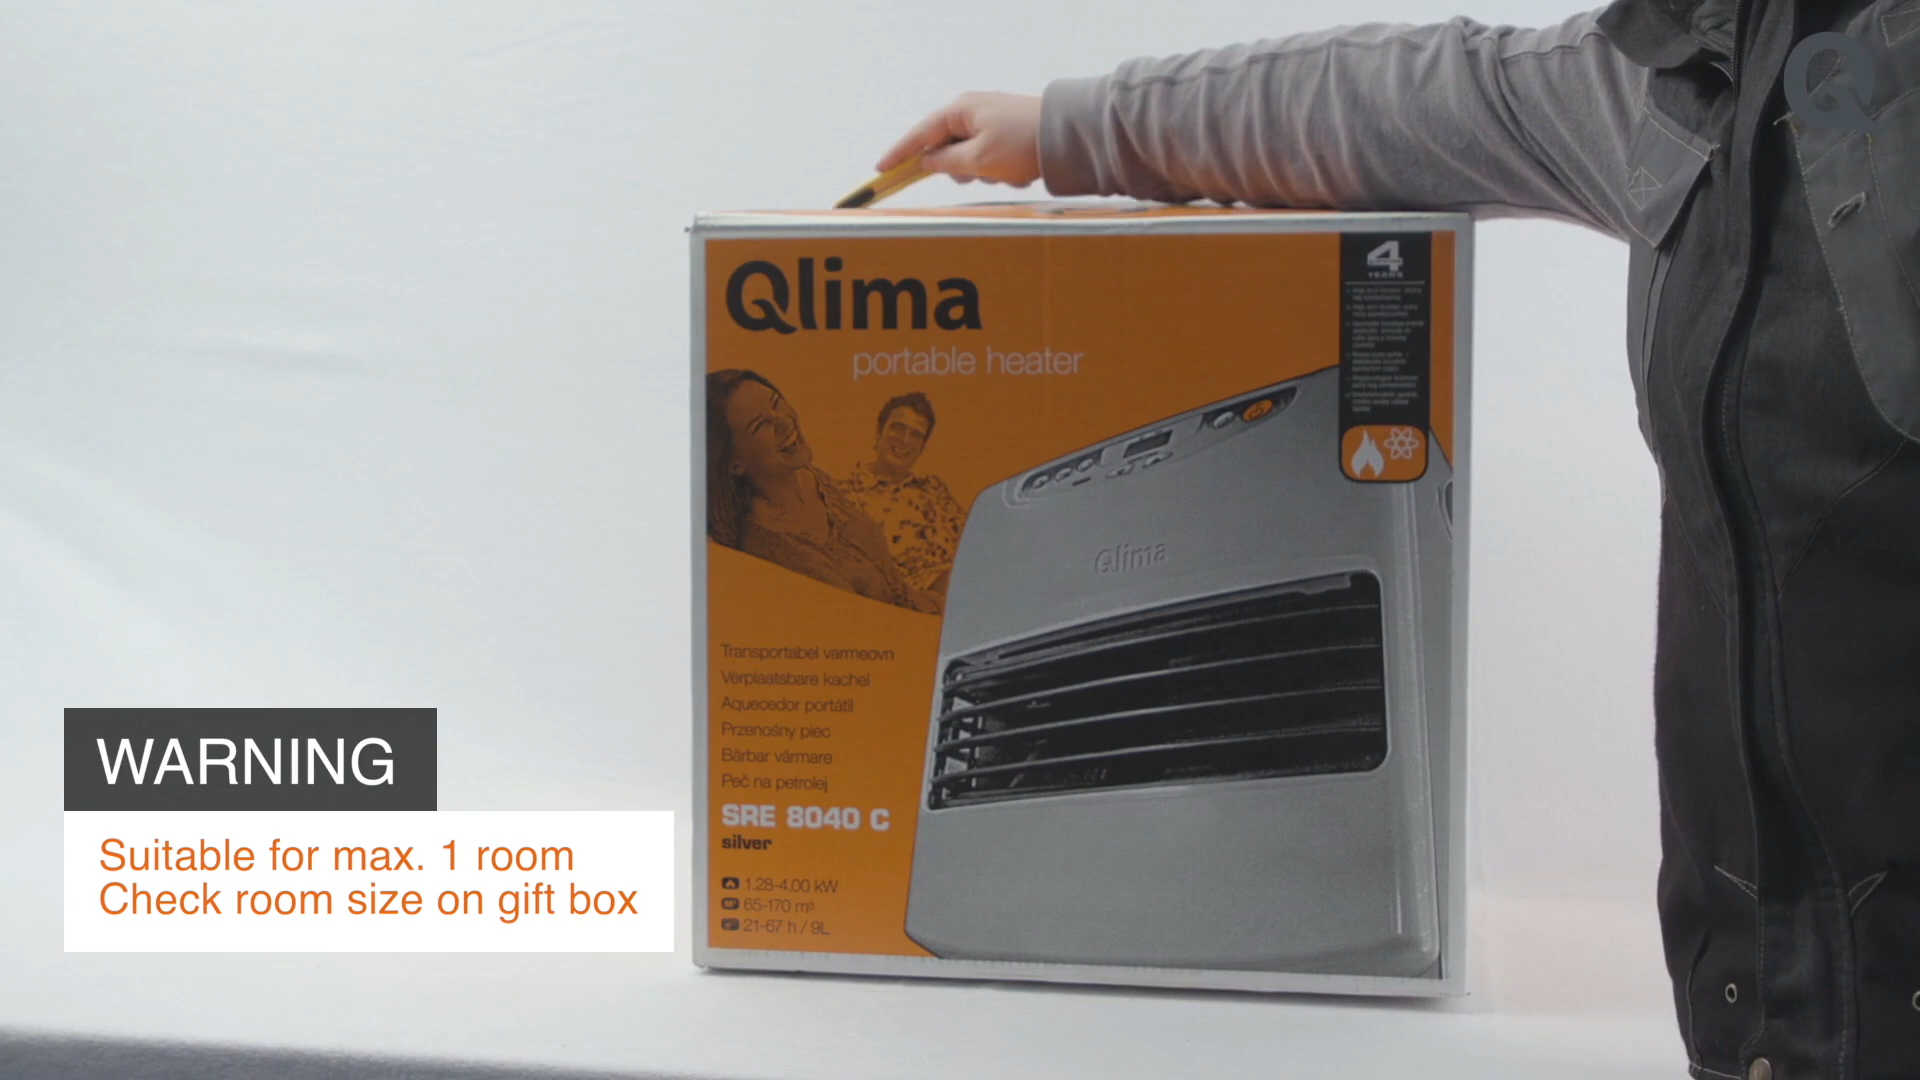 Qlima
portable heater
4
YEARS
Qlima
Transportabel varmeovn
Verplaatsbare kachel
Aquecedor portátil
Przenośny piec
Bärbar värmare
Peč na petrolej
SRE 8040 C
silver
1.28-4.00 kW
65-170 m³
21-67 h / 9L
WARNING
Suitable for max. 1 room
Check room size on gift box